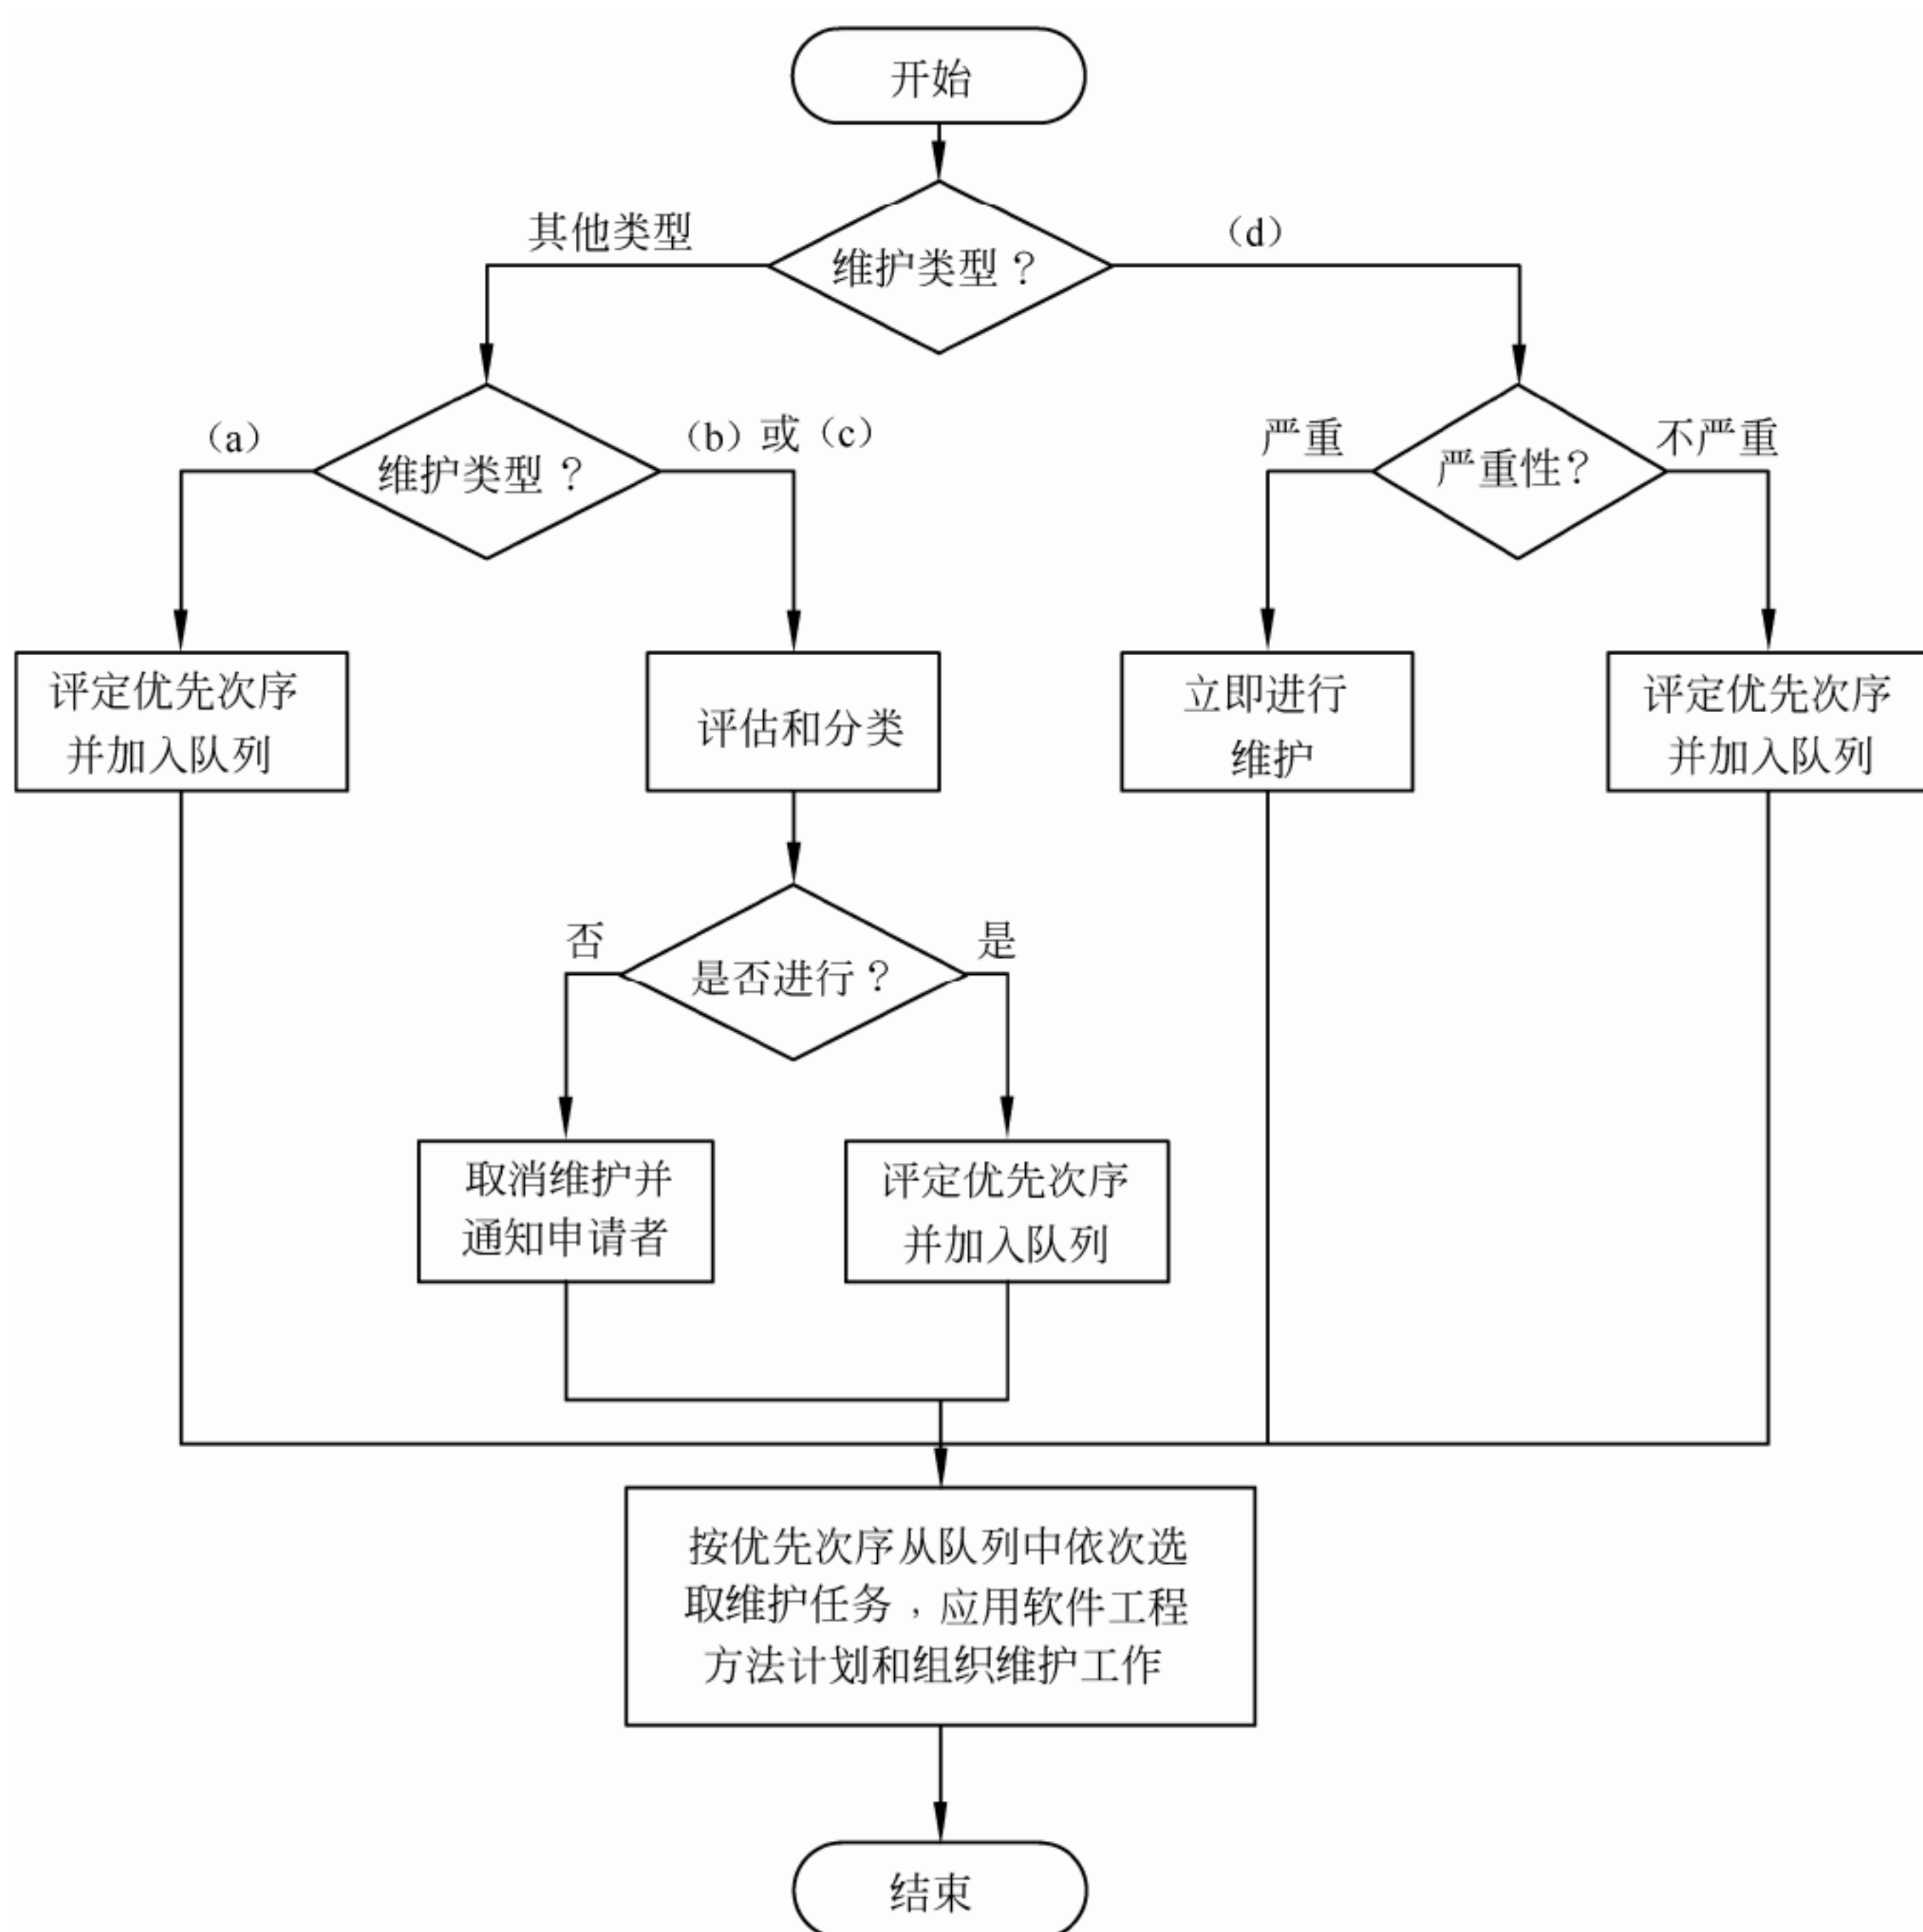 开始
其他类型
维护类型?
(d)
(a)
维护类型?
(b)或(c)
严重
严重性?
不严重
评定优先次序
并加入队列
评估和分类
立即进行
维护
评定优先次序
并加入队列
否
是否进行?
是
取消维护并
通知申请者
评定优先次序
并加入队列
按优先次序从队列中依次选
取维护任务，应用软件工程
方法计划和组织维护工作
结束